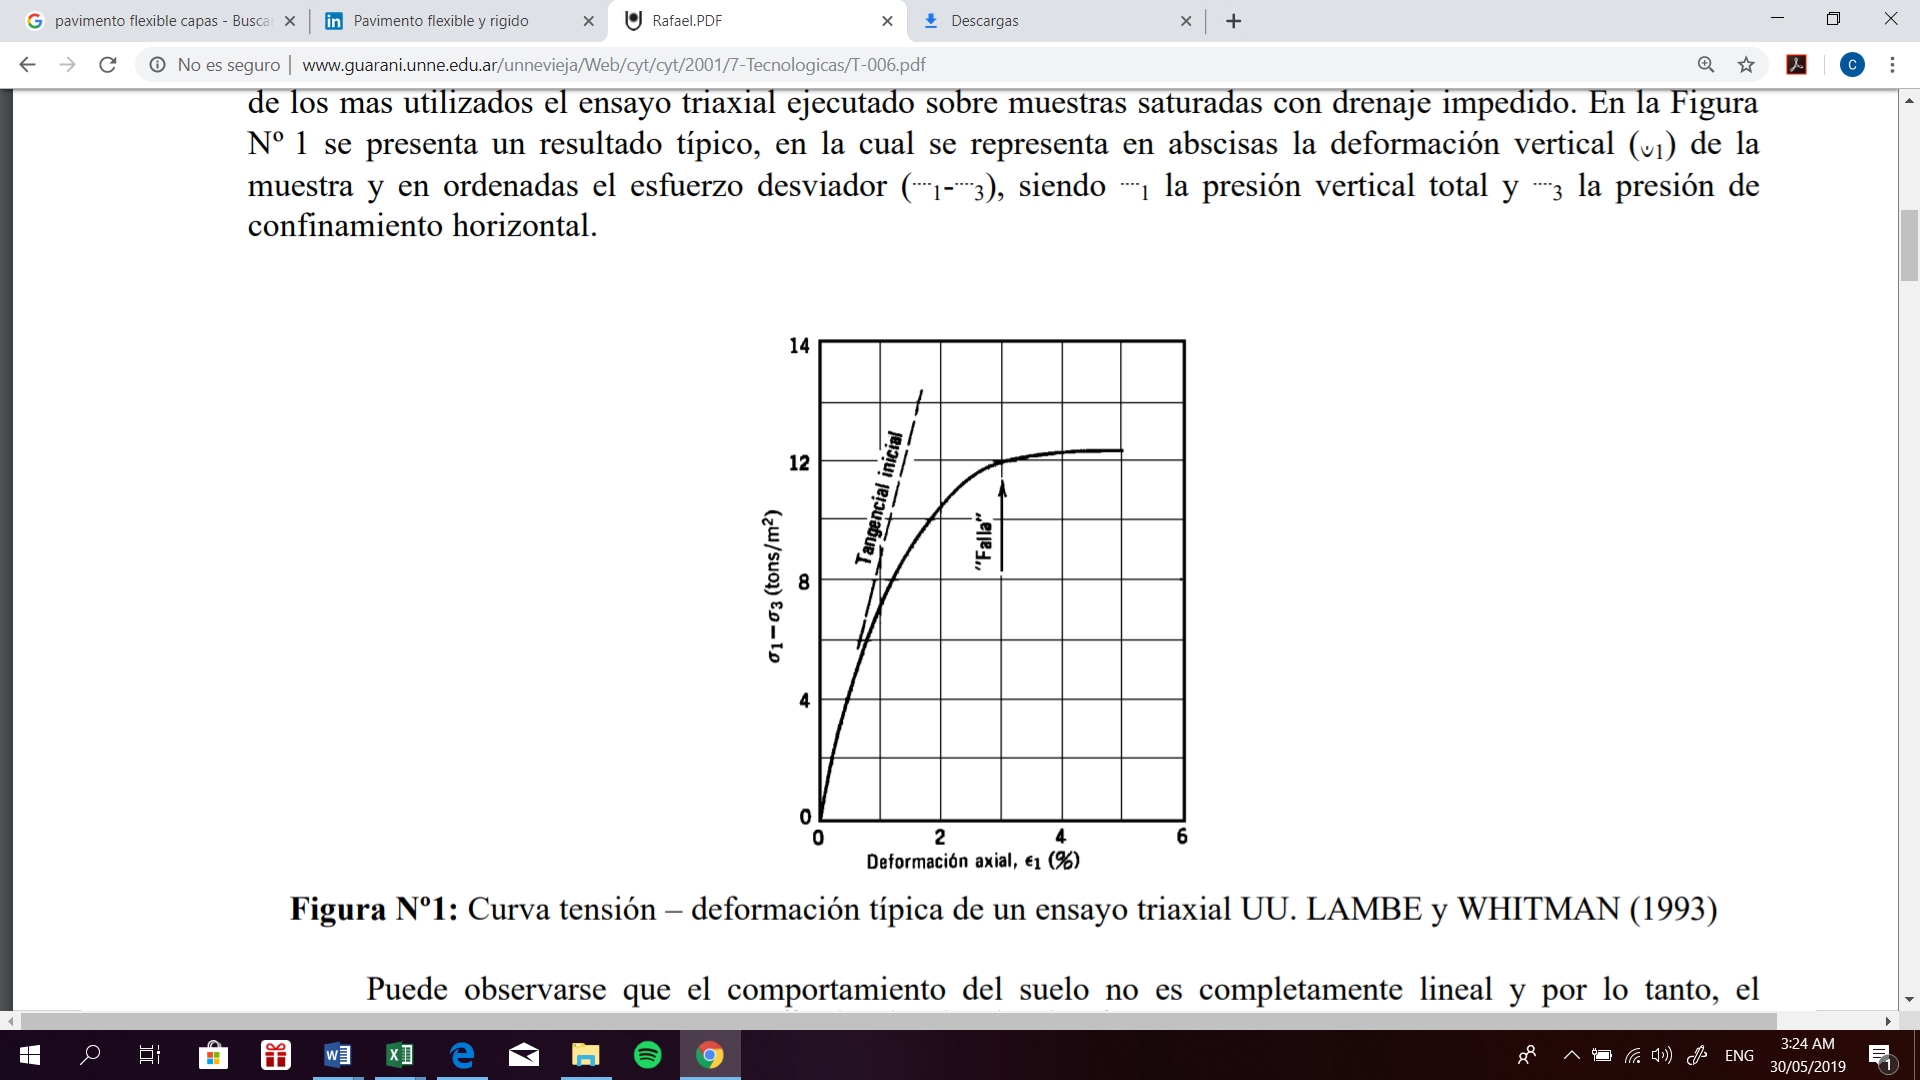 pavimento flexible capas - Busca
Pavimento flexible y rigido
Rafael.PDF
Descargas
No es seguro | www.guarani.unne.edu.ar/unnevieja/Web/cyt/cyt/2001/7-Tecnologicas/T-006.pdf
C
de los mas utilizados el ensayo triaxial ejecutado sobre muestras saturadas con drenaje impedido. En la Figura
Nº 1 se presenta un resultado típico, en la cual se representa en abscisas la deformación vertical (ن1) de la
muestra y en ordenadas el esfuerzo desviador (᠁1-᠁3), siendo ᠁1 la presión vertical total y ᠁3 la presión de
confinamiento horizontal.
14
12
8
4
0
σ1–σ3 (tons/m²)
Tangencial inicial
"Falla"
0 2 4 6
Deformación axial, ϵ1 (%)
Figura Nº1: Curva tensión – deformación típica de un ensayo triaxial UU. LAMBE y WHITMAN (1993)
Puede observarse que el comportamiento del suelo no es completamente lineal y por lo tanto, el
ENG
3:24 AM
30/05/2019
1